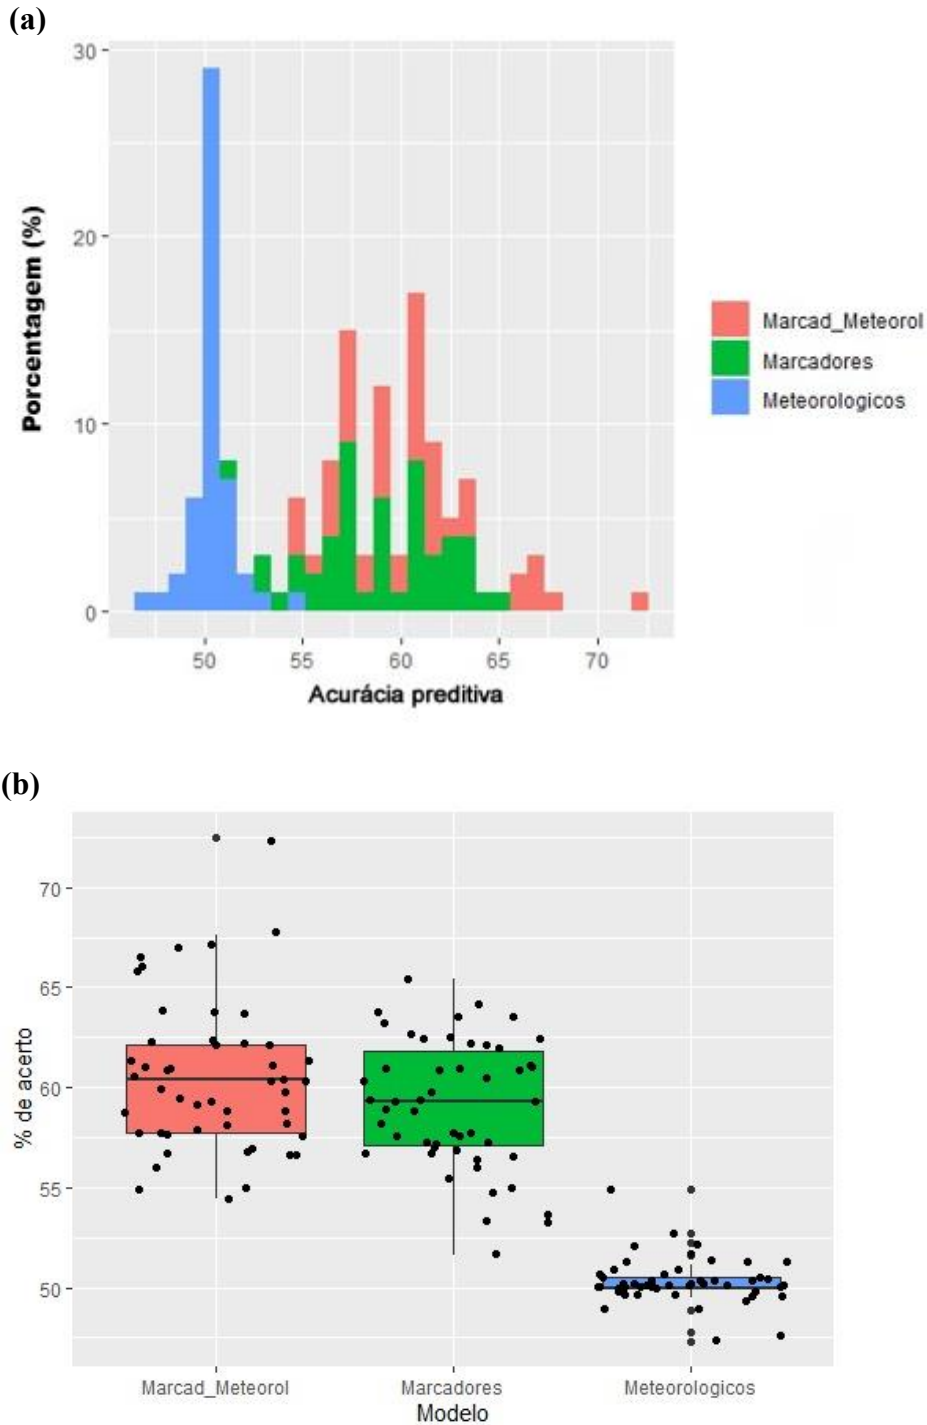 (a)
30
20
10
0
Porcentagem (%)
50 55 60 65 70
Acurácia preditiva
Marcad_Meteorol
Marcadores
Meteorologicos
(b)
70
65
60
55
50
% de acerto
Marcad_Meteorol Marcadores Meteorologicos
Modelo